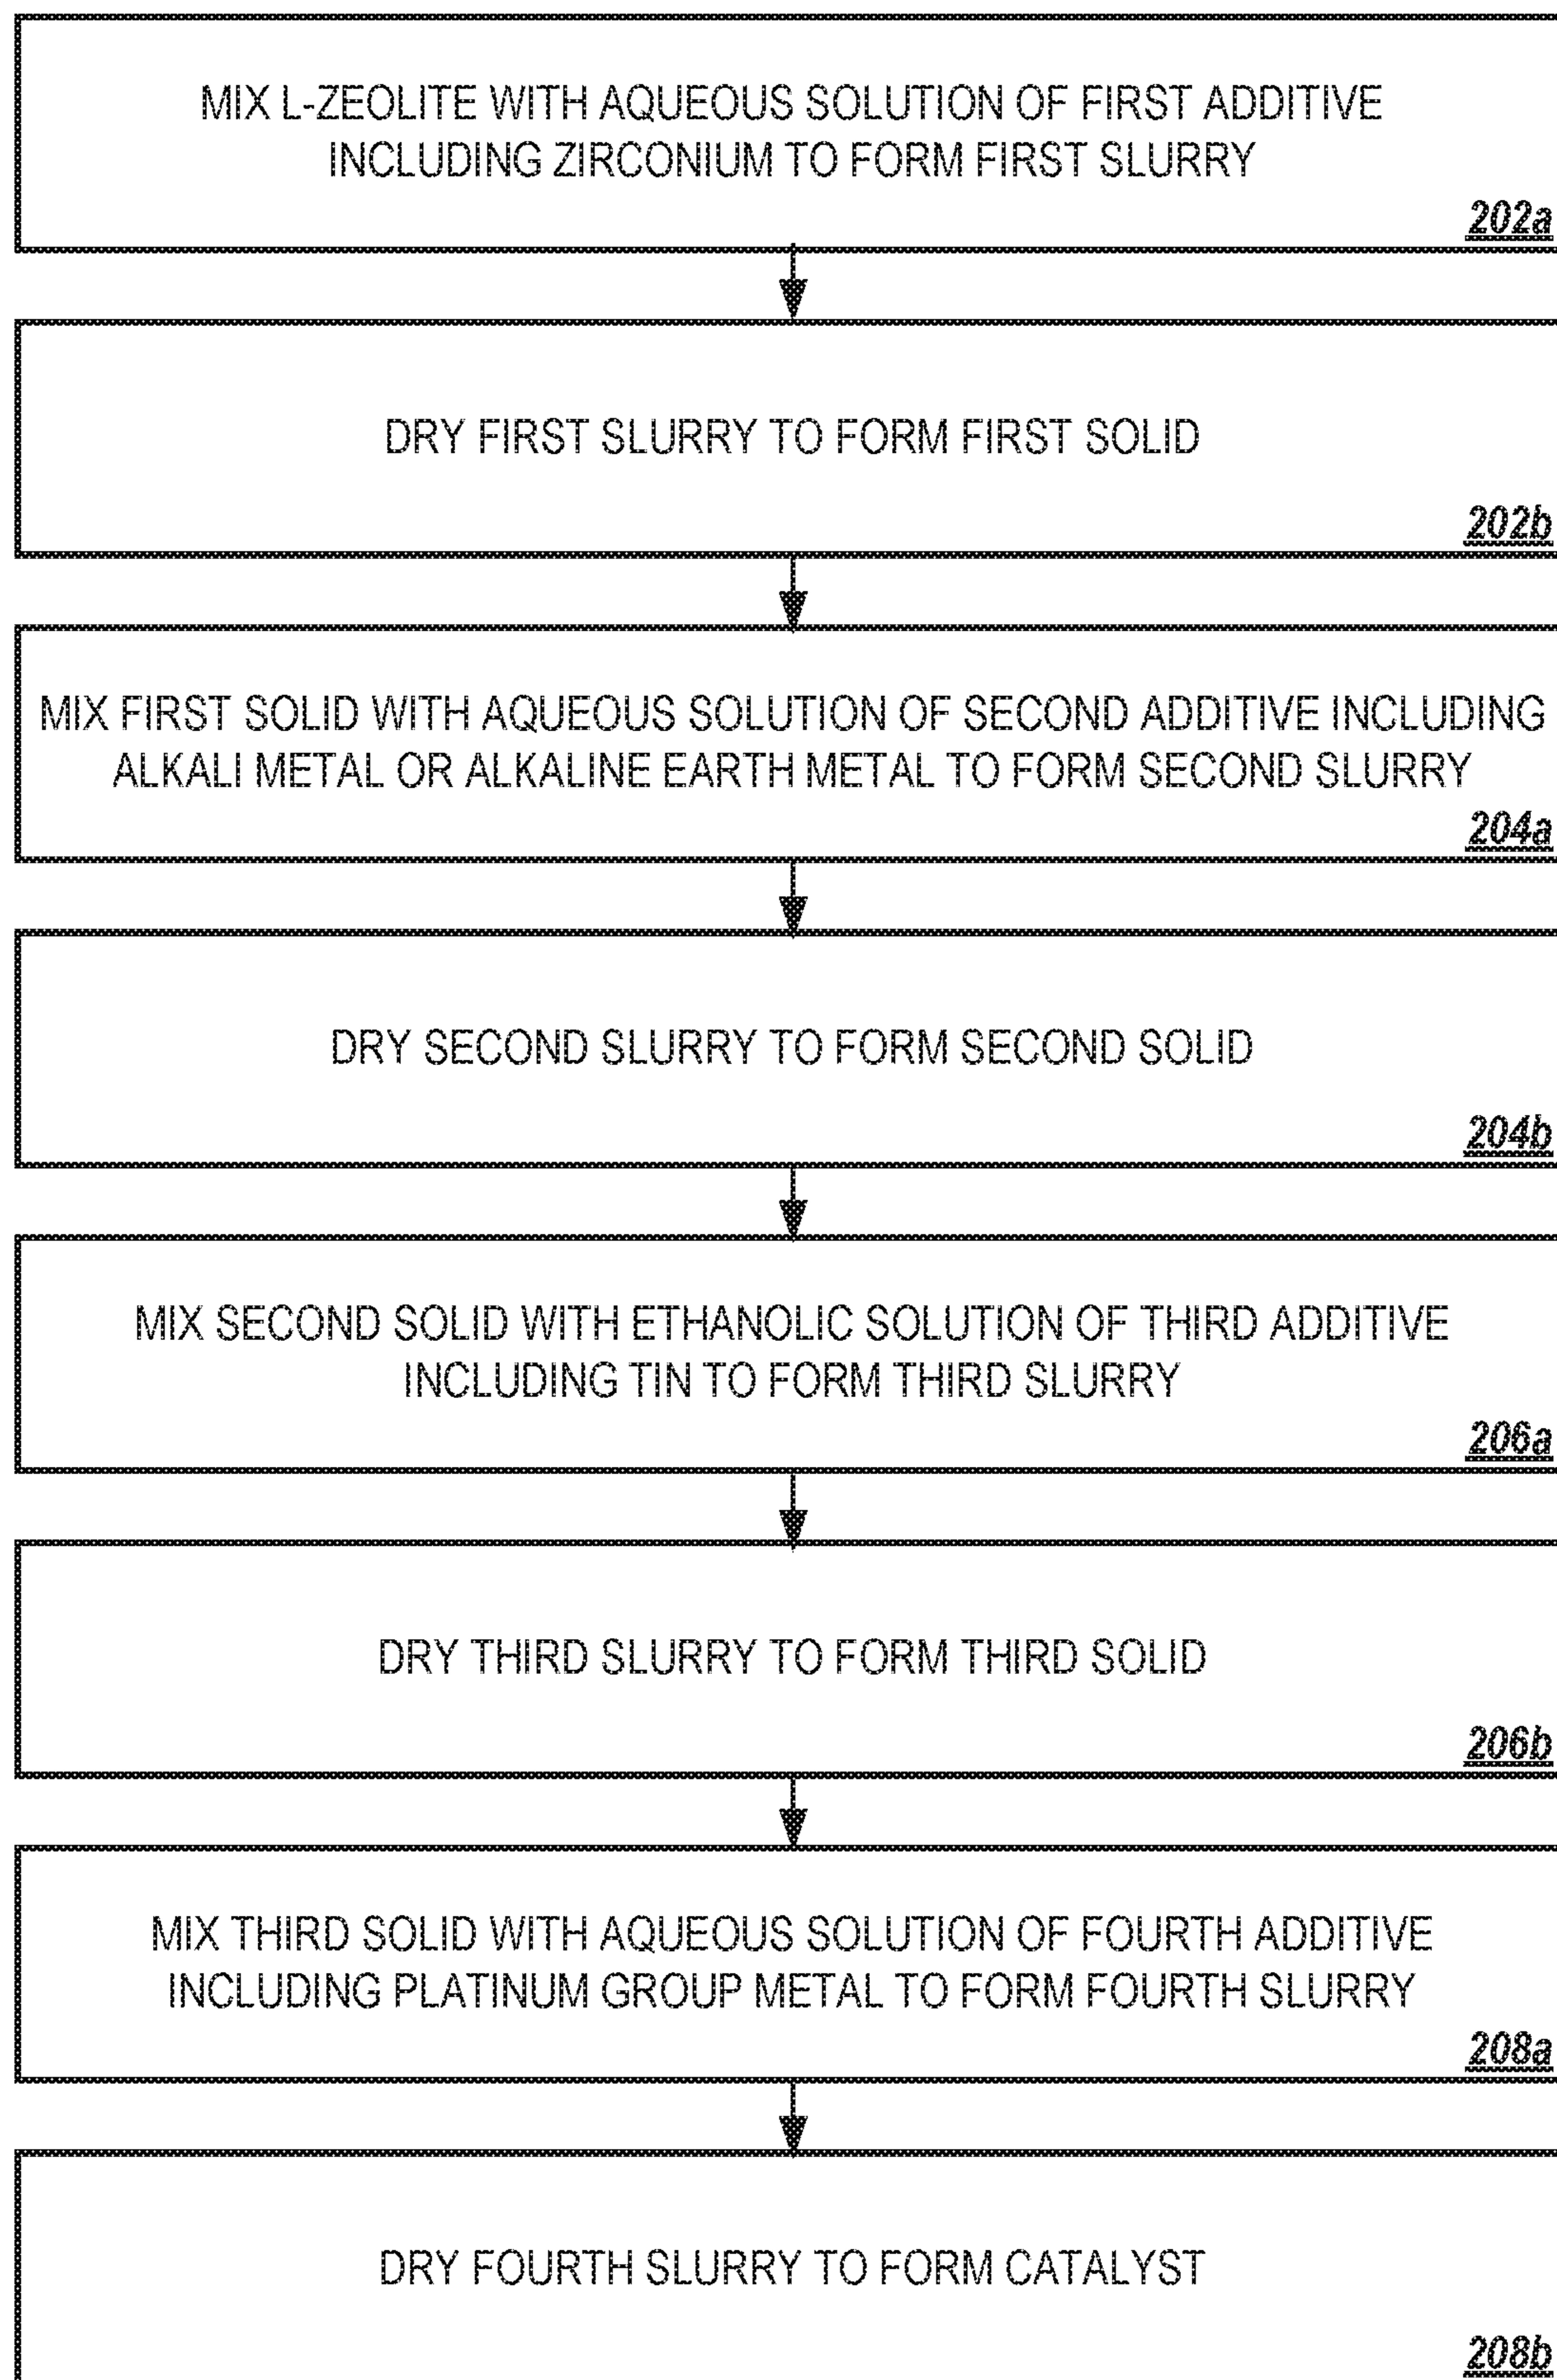 MIX L-ZEOLITE WITH AQUEOUS SOLUTION OF FIRST ADDITIVE
INCLUDING ZIRCONIUM TO FORM FIRST SLURRY
202a
DRY FIRST SLURRY TO FORM FIRST SOLID
202b
MIX FIRST SOLID WITH AQUEOUS SOLUTION OF SECOND ADDITIVE INCLUDING
ALKALI METAL OR ALKALINE EARTH METAL TO FORM SECOND SLURRY
204a
DRY SECOND SLURRY TO FORM SECOND SOLID
204b
MIX SECOND SOLID WITH ETHANOLIC SOLUTION OF THIRD ADDITIVE
INCLUDING TIN TO FORM THIRD SLURRY
206a
DRY THIRD SLURRY TO FORM THIRD SOLID
206b
MIX THIRD SOLID WITH AQUEOUS SOLUTION OF FOURTH ADDITIVE
INCLUDING PLATINUM GROUP METAL TO FORM FOURTH SLURRY
208a
DRY FOURTH SLURRY TO FORM CATALYST
208b